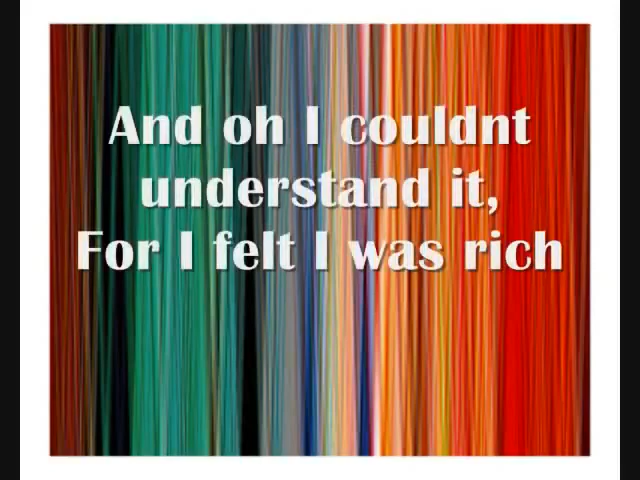 And oh I couldnt
understand it,
For I felt I was rich